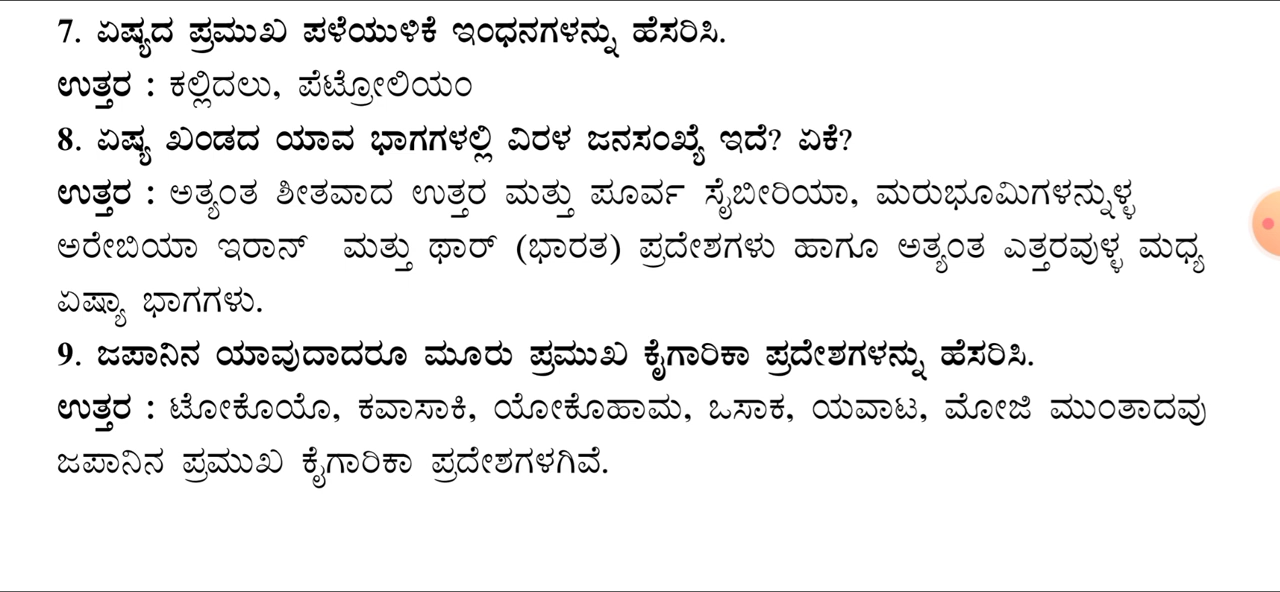 7. ಏಷ್ಯದ ಪ್ರಮುಖ ಪಳೆಯುಳಿಕೆ ಇಂಧನಗಳನ್ನು ಹೆಸರಿಸಿ.
ಉತ್ತರ : ಕಲ್ಲಿದಲು, ಪೆಟ್ರೋಲಿಯಂ
8. ಏಷ್ಯ ಖಂಡದ ಯಾವ ಭಾಗಗಳಲ್ಲಿ ವಿರಳ ಜನಸಂಖ್ಯೆ ಇದೆ? ಏಕೆ?
ಉತ್ತರ : ಅತ್ಯಂತ ಶೀತವಾದ ಉತ್ತರ ಮತ್ತು ಪೂರ್ವ ಸೈಬೀರಿಯಾ, ಮರುಭೂಮಿಗಳನ್ನುಳ್ಳ
ಅರೇಬಿಯಾ ಇರಾನ್ ಮತ್ತು ಥಾರ್ (ಭಾರತ) ಪ್ರದೇಶಗಳು ಹಾಗೂ ಅತ್ಯಂತ ಎತ್ತರವುಳ್ಳ ಮಧ್ಯ
ಏಷ್ಯಾ ಭಾಗಗಳು.
9. ಜಪಾನಿನ ಯಾವುದಾದರೂ ಮೂರು ಪ್ರಮುಖ ಕೈಗಾರಿಕಾ ಪ್ರದೇಶಗಳನ್ನು ಹೆಸರಿಸಿ.
ಉತ್ತರ : ಟೋಕೊಯೊ, ಕವಾಸಾಕಿ, ಯೋಕೊಹಾಮ, ಒಸಾಕ, ಯವಾಟ, ಮೋಜಿ ಮುಂತಾದವು
ಜಪಾನಿನ ಪ್ರಮುಖ ಕೈಗಾರಿಕಾ ಪ್ರದೇಶಗಳಗಿವೆ.